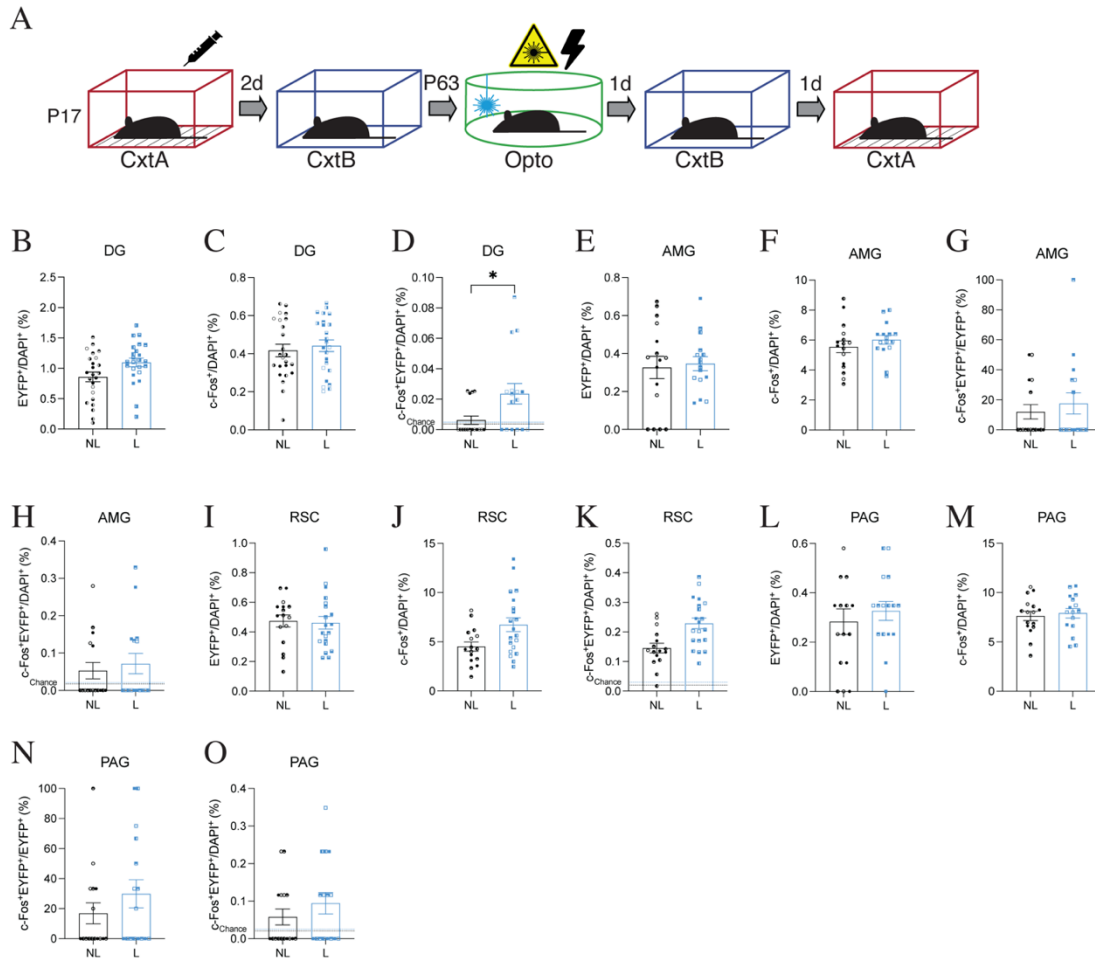 A
P17
2d
P63
1d
1d
CxtA
CxtB
Opto
CxtB
CxtA
B
DG
EYFP⁺/DAPI⁺ (%)
2.5
2.0
1.5
1.0
0.5
0.0
NL
L
C
DG
c-Fos⁺/DAPI⁺ (%)
0.8
0.6
0.4
0.2
0.0
NL
L
D
DG
c-Fos⁺EYFP⁺/DAPI⁺ (%)
0.10
0.08
0.06
0.04
0.02
0.00
Chance
*
NL
L
E
AMG
EYFP⁺/DAPI⁺ (%)
0.8
0.6
0.4
0.2
0.0
NL
L
F
AMG
c-Fos⁺/DAPI⁺ (%)
10
8
6
4
2
0
NL
L
G
AMG
c-Fos⁺EYFP⁺/EYFP⁺ (%)
100
80
60
40
20
0
NL
L
H
AMG
c-Fos⁺EYFP⁺/DAPI⁺ (%)
0.4
0.3
0.2
0.1
0.0
Chance
NL
L
I
RSC
EYFP⁺/DAPI⁺ (%)
1.0
0.8
0.6
0.4
0.2
0.0
NL
L
J
RSC
c-Fos⁺/DAPI⁺ (%)
15
10
5
0
NL
L
K
RSC
c-Fos⁺EYFP⁺/DAPI⁺ (%)
0.5
0.4
0.3
0.2
0.1
0.0
Chance
NL
L
L
PAG
EYFP⁺/DAPI⁺ (%)
0.6
0.4
0.2
0.0
NL
L
M
PAG
c-Fos⁺/DAPI⁺ (%)
15
10
5
0
NL
L
N
PAG
c-Fos⁺EYFP⁺/EYFP⁺ (%)
100
80
60
40
20
0
NL
L
O
PAG
c-Fos⁺EYFP⁺/DAPI⁺ (%)
0.4
0.3
0.2
0.1
0.0
Chance
NL
L